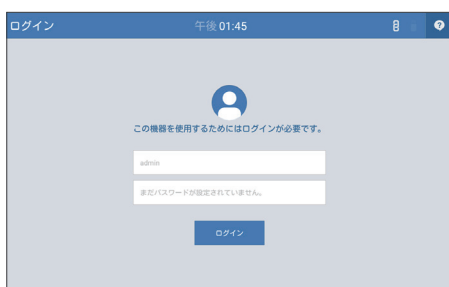 ログイン 午後 01:45
この機器を使用するためにはログインが必要です。
admin
まだパスワードが設定されていません。
ログイン